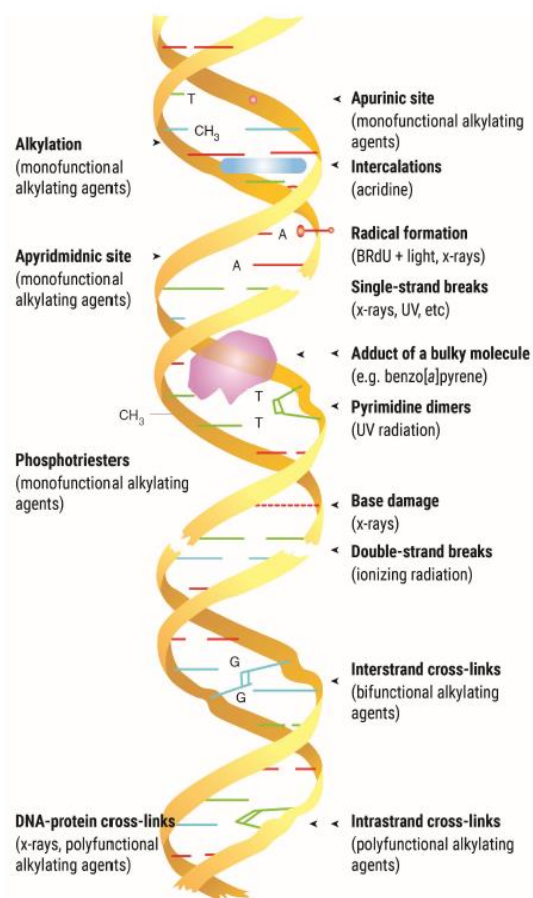 T
Apurinic site
(monofunctional alkylating
agents)
CH3
Alkylation
(monofunctional
alkylating agents)
Intercalations
(acridine)
A
Radical formation
(BRdU + light, x-rays)
Apyridmidnic site
(monofunctional
alkylating agents)
A
Single-strand breaks
(x-rays, UV, etc)
Adduct of a bulky molecule
(e.g. benzo[a]pyrene)
T
Pyrimidine dimers
(UV radiation)
CH3
T
Phosphotriesters
(monofunctional alkylating
agents)
Base damage
(x-rays)
Double-strand breaks
(ionizing radiation)
G
Interstrand cross-links
(bifunctional alkylating
agents)
G
DNA-protein cross-links
(x-rays, polyfunctional
alkylating agents)
Intrastrand cross-links
(polyfunctional alkylating
agents)